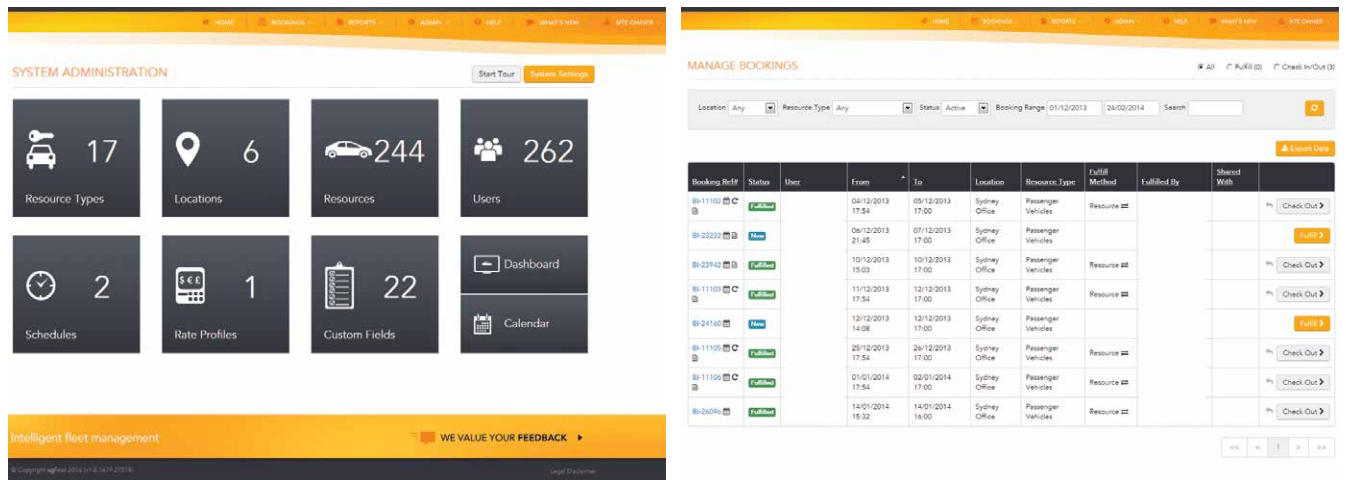 HOME BOOKINGS REPORTS ADMIN HELP WHAT'S NEW SITE OWNER
SYSTEM ADMINISTRATION
Start Tour System Settings
17 6 244 262
Resource Types Locations Resources Users
2 1 22
Dashboard
Calendar
Schedules Rate Profiles Custom Fields
Intelligent fleet management
WE VALUE YOUR FEEDBACK
Legal Disclaimer
HOME BOOKINGS REPORTS ADMIN HELP WHAT'S NEW SITE OWNER
MANAGE BOOKINGS
All Fulfill (0) Check In/Out (3)
Location Any Resource Type Any Status Active Booking Range 01/12/2013 24/02/2014 Search
Export Data
Booking Ref# Status User From To Location Resource Type Fulfill Method Fulfilled By Shared With
BI-11102 Fulfilled 04/12/2013 17:54 05/12/2013 17:00 Sydney Office Passenger Vehicles Resource Check Out
BI-23232 New 06/12/2013 21:45 07/12/2013 17:00 Sydney Office Passenger Vehicles Fulfill
BI-23942 Fulfilled 10/12/2013 15:03 10/12/2013 17:00 Sydney Office Passenger Vehicles Resource Check Out
BI-11103 Fulfilled 11/12/2013 17:54 12/12/2013 17:00 Sydney Office Passenger Vehicles Resource Check Out
BI-24160 New 12/12/2013 14:08 12/12/2013 17:00 Sydney Office Passenger Vehicles Fulfill
BI-11105 Fulfilled 25/12/2013 17:54 26/12/2013 17:00 Sydney Office Passenger Vehicles Resource Check Out
BI-11106 Fulfilled 01/01/2014 17:54 02/01/2014 17:00 Sydney Office Passenger Vehicles Resource Check Out
BI-26096 Fulfilled 14/01/2014 15:32 14/01/2014 16:00 Sydney Office Passenger Vehicles Resource Check Out
<< < 1 > >>